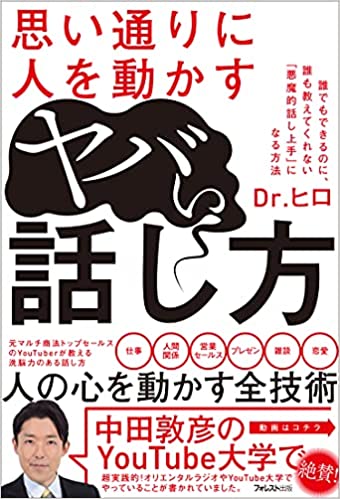 思い通りに
人を動かす
誰でもできるのに、
誰も教えてくれない
「悪魔的話し上手」に
なる方法
Dr.ヒロ
ヤバい
話し方
元マルチ商法トップセールス
のYouTuberが教える
洗脳力のある話し方
仕事
人間
関係
営業
セールス
プレゼン
雑談
恋愛
人の心を動かす全技術
中田敦彦の
動画はコチラ
YouTube大学で
絶賛!
超実践的!オリエンタルラジオやYouTube大学で
やっていることが書かれていました。
フォレスト出版